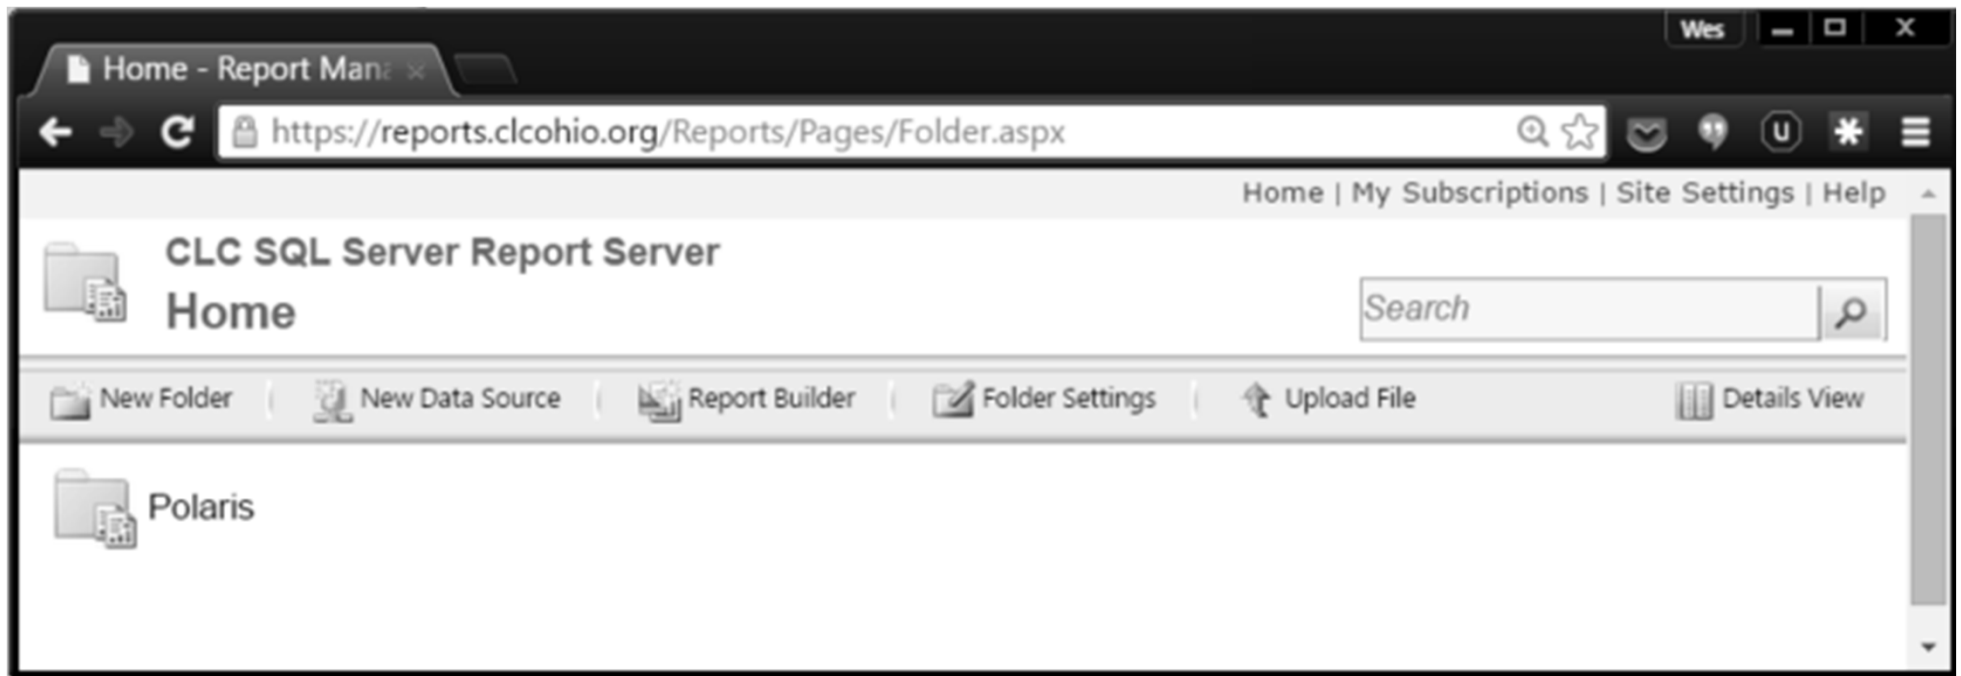 Wes
Home - Report Mana
https://reports.clcohio.org/Reports/Pages/Folder.aspx
Home | My Subscriptions | Site Settings | Help
CLC SQL Server Report Server
Home
Search
New Folder New Data Source Report Builder Folder Settings Upload File Details View
Polaris